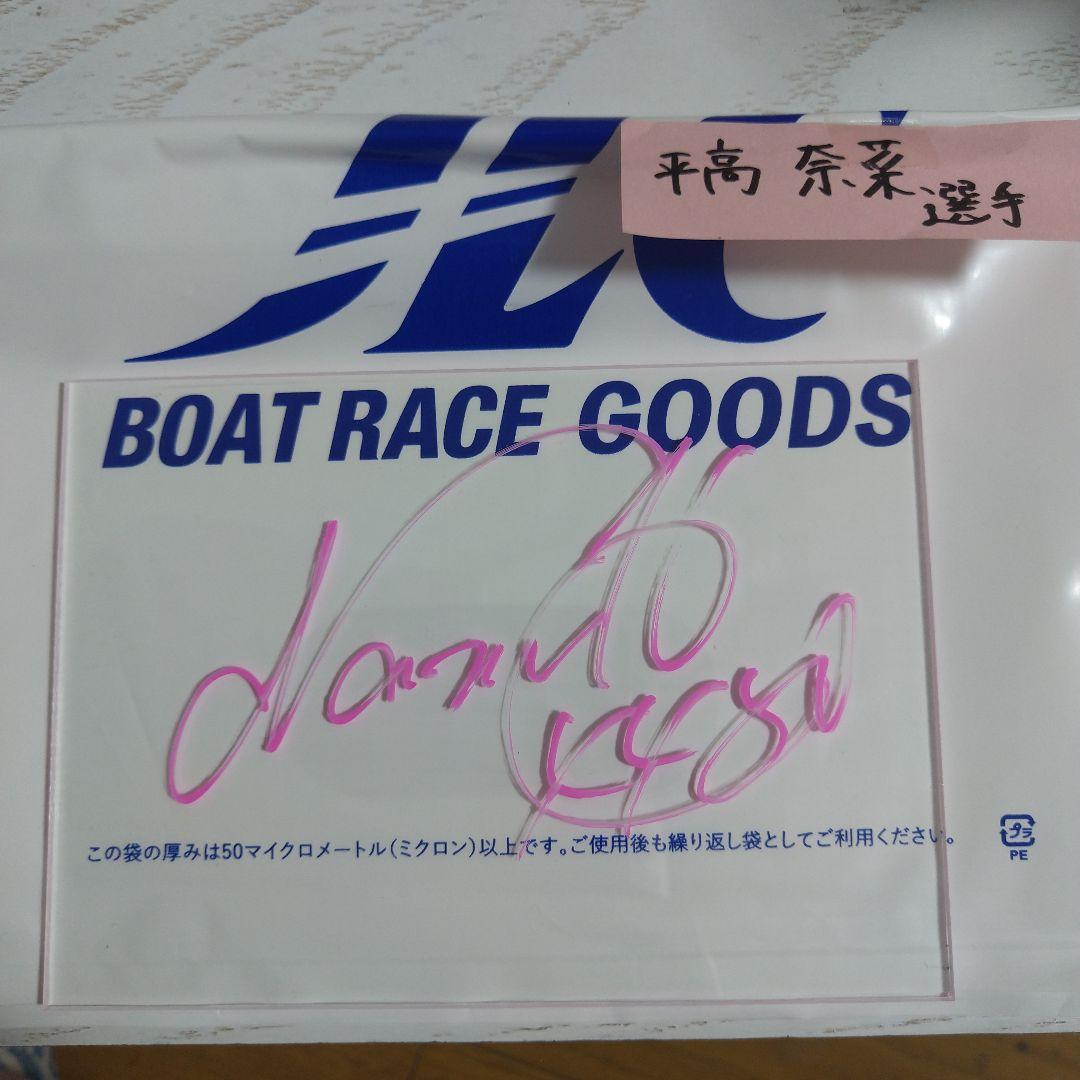 平高 奈菜選手
JLC
BOAT RACE GOODS
4450
この袋の厚みは50マイクロメートル（ミクロン）以上です。ご使用後も繰り返し袋としてご利用ください。
プラ
PE